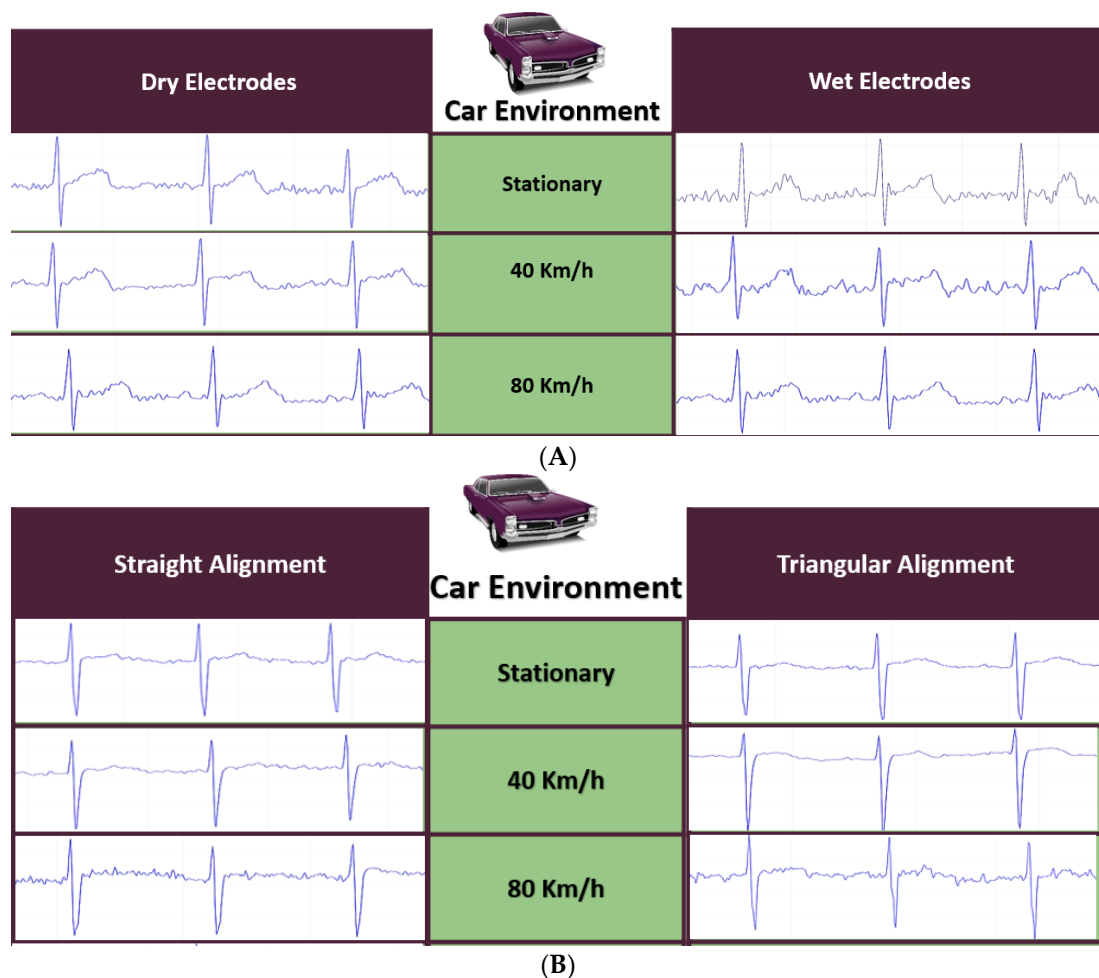 Dry Electrodes
Car Environment
Wet Electrodes
Stationary
40 Km/h
80 Km/h
(A)
Straight Alignment
Car Environment
Triangular Alignment
Stationary
40 Km/h
80 Km/h
(B)